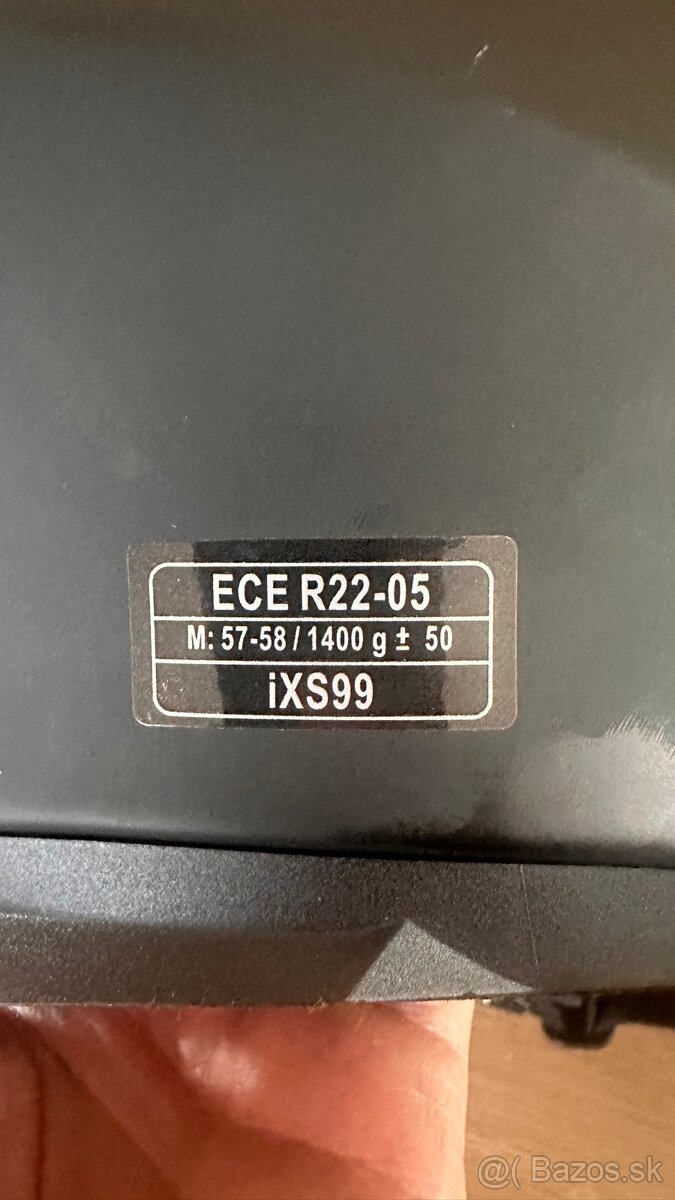 ECE R22-05
M: 57-58 / 1400 g ± 50
iXS99
@( Bazos.sk